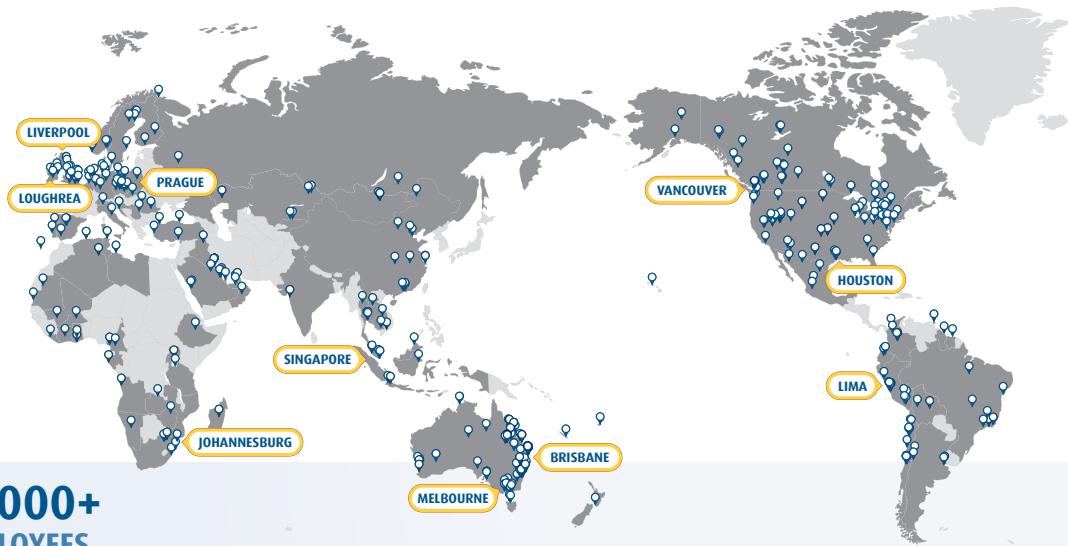 LIVERPOOL
PRAGUE
LOUGHREA
VANCOUVER
HOUSTON
SINGAPORE
LIMA
JOHANNESBURG
BRISBANE
MELBOURNE
000+